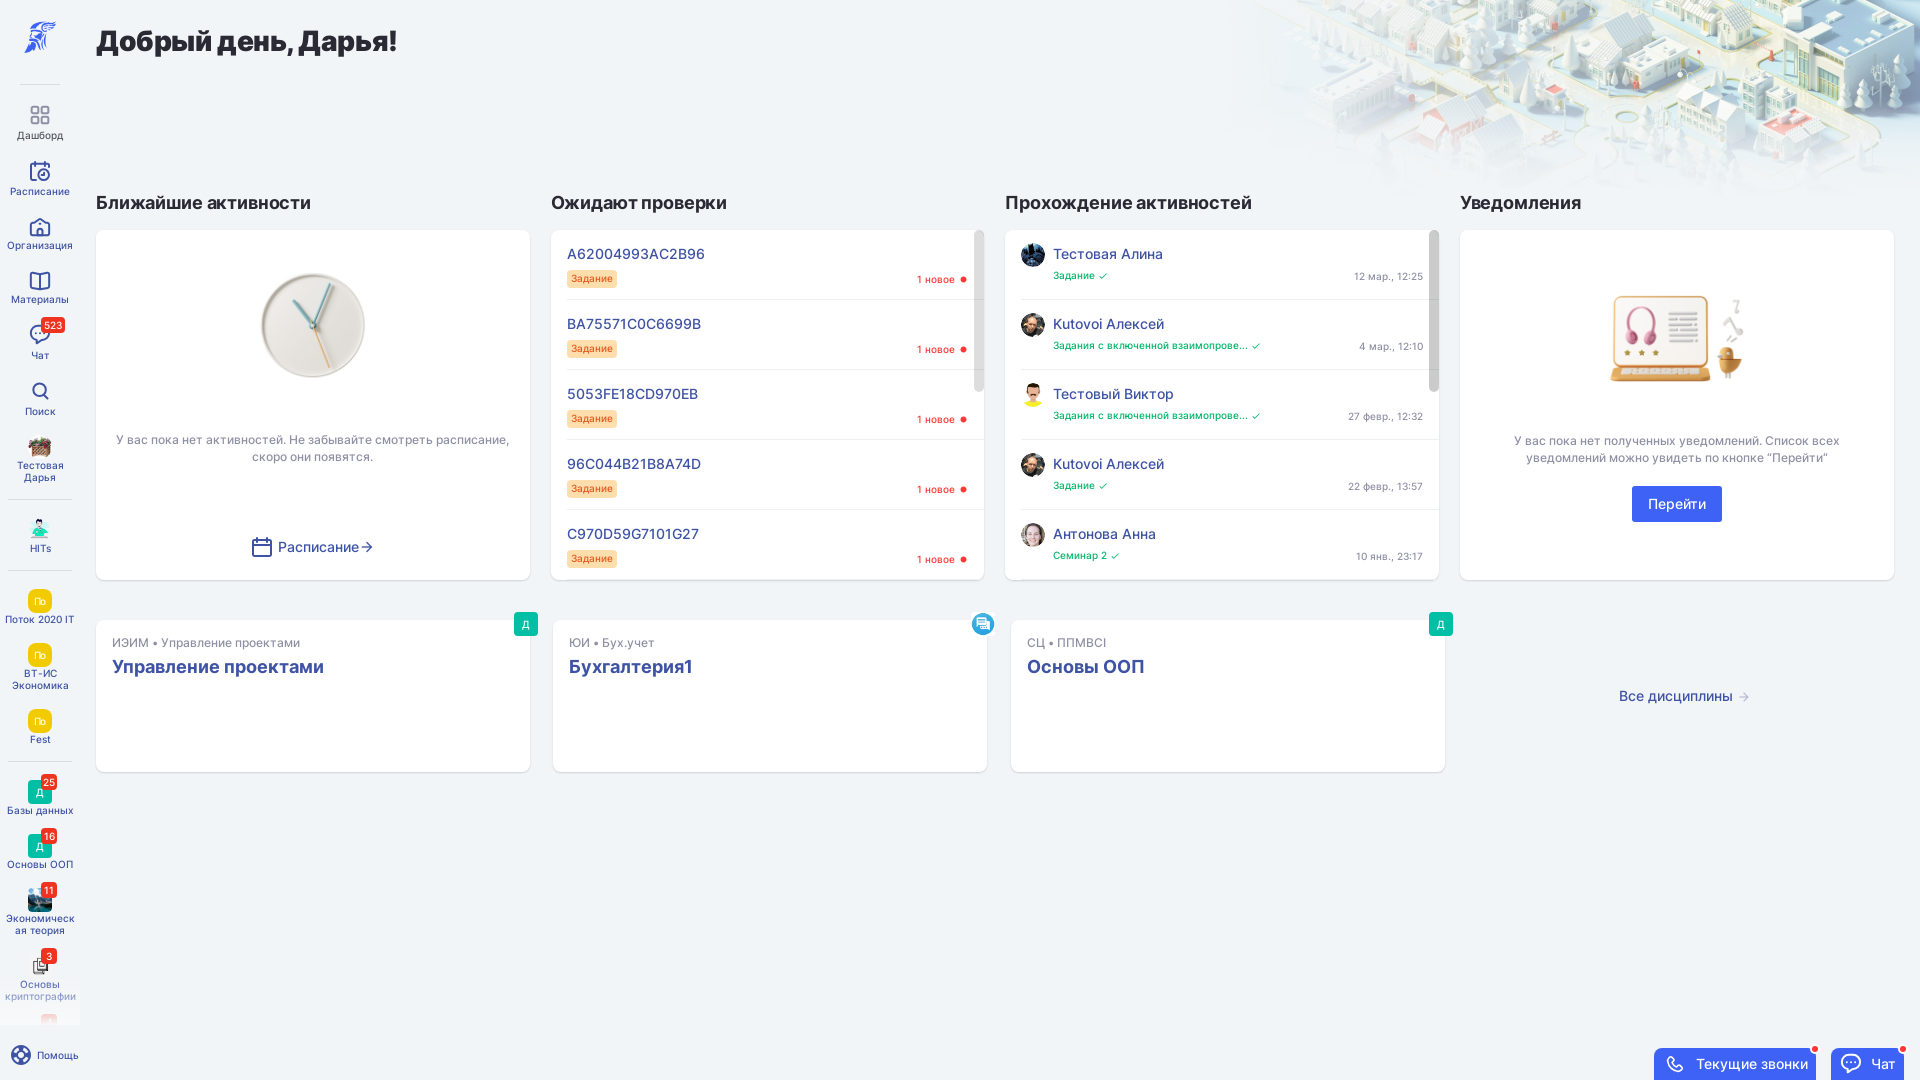 Добрый день, Дарья!
Дашборд
Расписание
Организация
Материалы
523
Чат
Поиск
Тестовая
Дарья
HITs
По
Поток 2020 IT
По
ВТ-ИС
Экономика
По
Fest
25
Д
Базы данных
16
Д
Основы ООП
11
Экономическ
ая теория
3
Основы
криптографии
Помощь
Ближайшие активности
У вас пока нет активностей. Не забывайте смотреть расписание,
скоро они появятся.
Расписание
Ожидают проверки
A62004993AC2B96
Задание
1 новое
BA75571C0C6699B
Задание
1 новое
5053FE18CD970EB
Задание
1 новое
96C044B21B8A74D
Задание
1 новое
C970D59G7101G27
Задание
1 новое
Прохождение активностей
Тестовая Алина
Задание
12 мар., 12:25
Kutovoi Алексей
Задания с включенной взаимопрове...
4 мар., 12:10
Тестовый Виктор
Задания с включенной взаимопрове...
27 февр., 12:32
Kutovoi Алексей
Задание
22 февр., 13:57
Антонова Анна
Семинар 2
10 янв., 23:17
Уведомления
У вас пока нет полученных уведомлений. Список всех
уведомлений можно увидеть по кнопке “Перейти”
Перейти
Д
ИЭИМ • Управление проектами
Управление проектами
ЮИ • Бух.учет
Бухгалтерия1
Д
СЦ • ППМВСI
Основы ООП
Все дисциплины
Текущие звонки
Чат